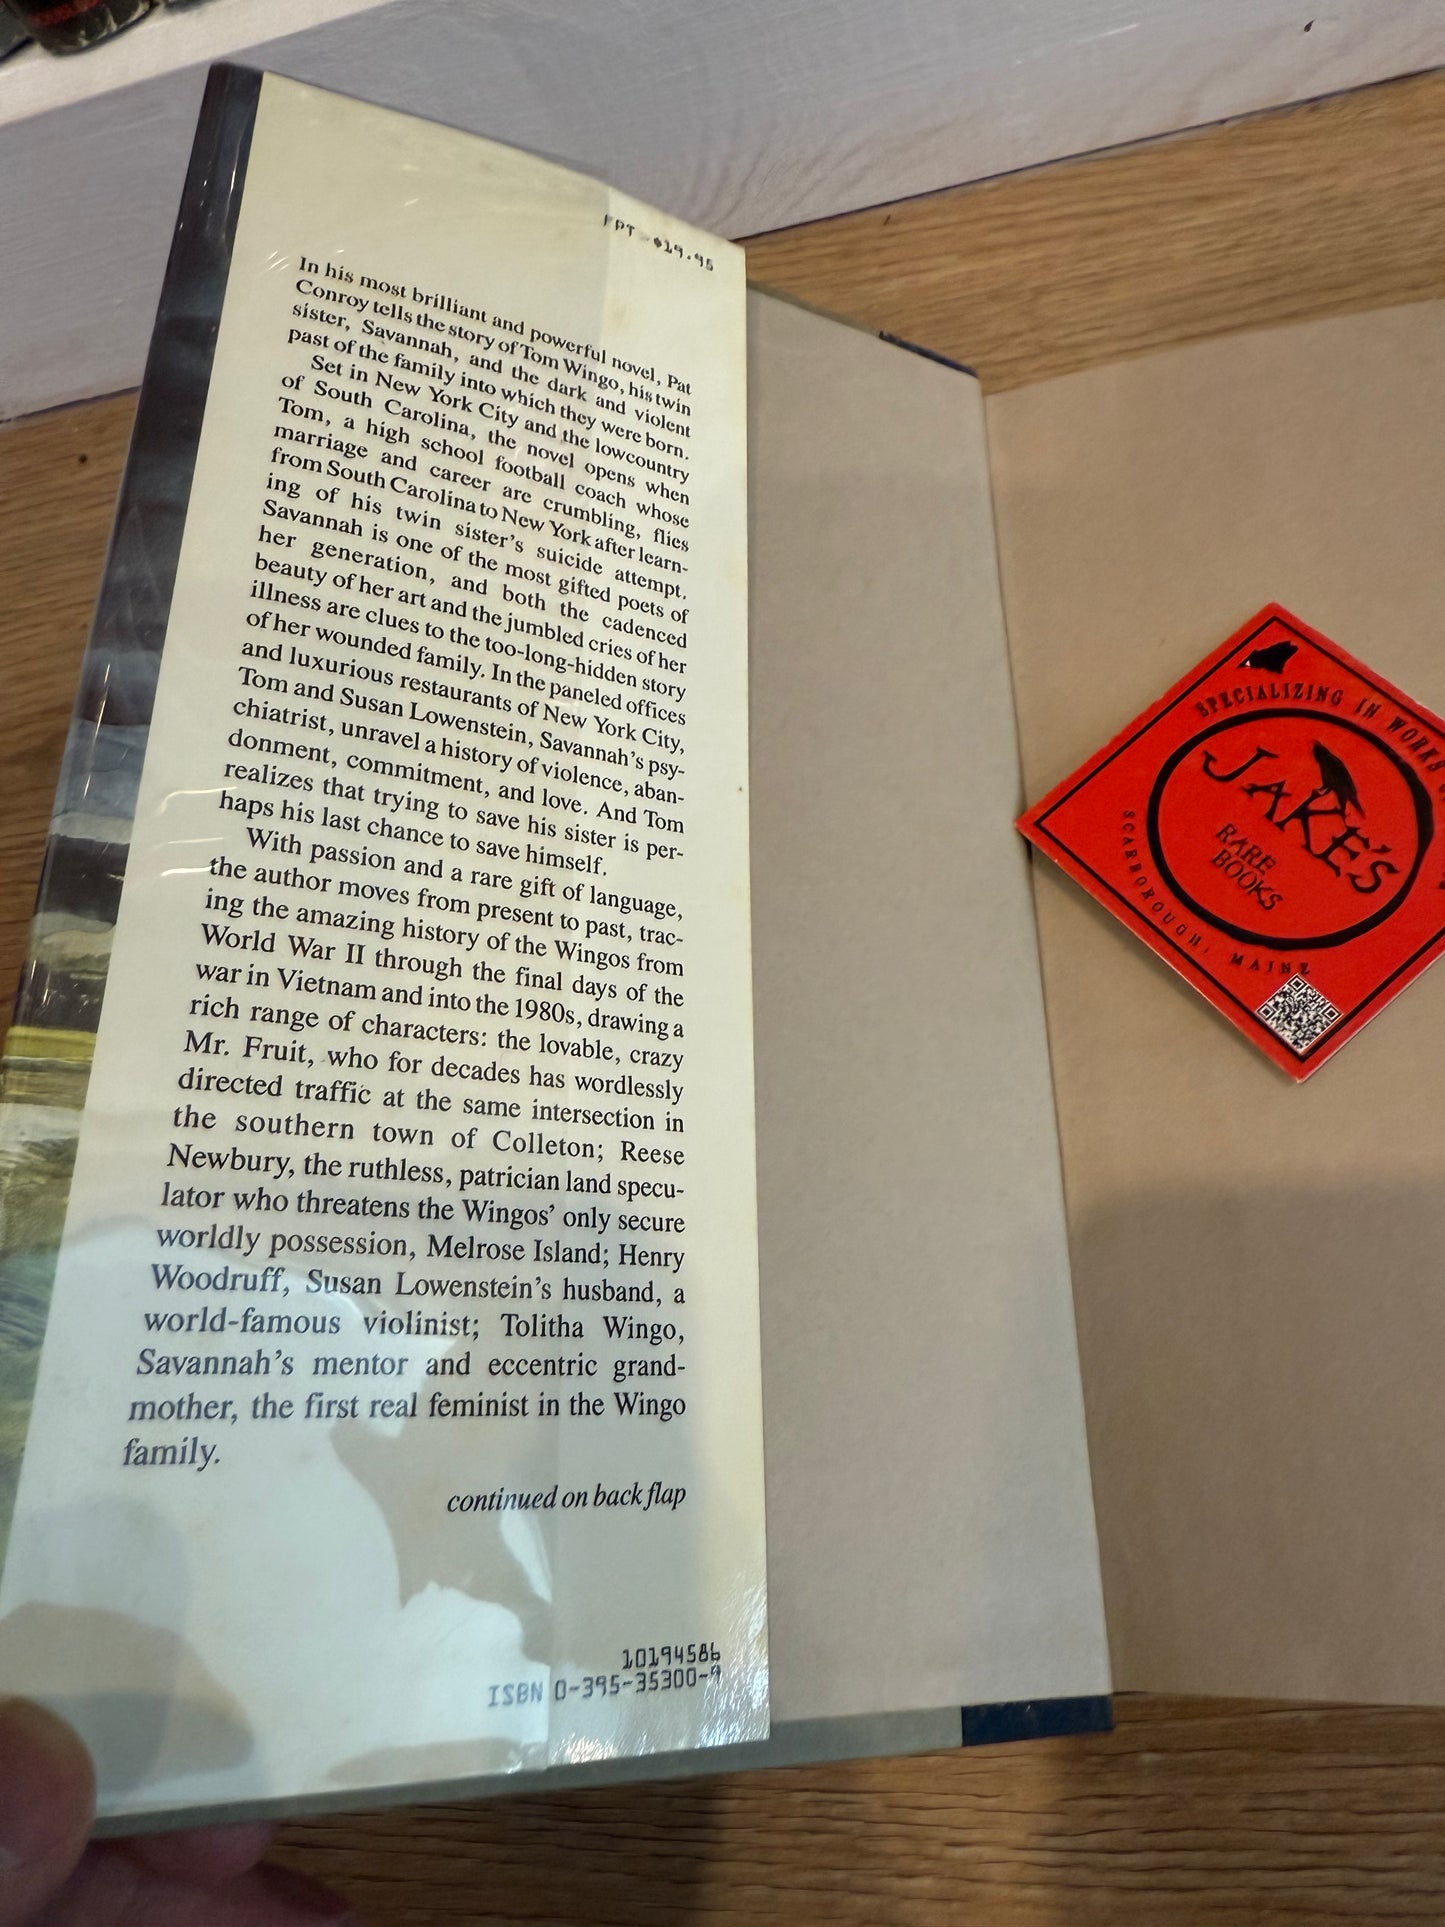 FPT - $19.95
In his most brilliant and powerful novel, Pat
Conroy tells the story of Tom Wingo, his twin
sister, Savannah, and the dark and violent
past of the family into which they were born.
Set in New York City and the lowcountry
of South Carolina, the novel opens when
Tom, a high school football coach whose
marriage and career are crumbling, flies
from South Carolina to New York after learn-
ing of his twin sister's suicide attempt.
Savannah is one of the most gifted poets of
her generation, and both the cadenced
beauty of her art and the jumbled cries of her
illness are clues to the too-long-hidden story
of her wounded family. In the paneled offices
and luxurious restaurants of New York City,
Tom and Susan Lowenstein, Savannah's psy-
chiatrist, unravel a history of violence, aban-
donment, commitment, and love. And Tom
realizes that trying to save his sister is per-
haps his last chance to save himself.
With passion and a rare gift of language,
the author moves from present to past, trac-
ing the amazing history of the Wingos from
World War II through the final days of the
war in Vietnam and into the 1980s, drawing a
rich range of characters: the lovable, crazy
Mr. Fruit, who for decades has wordlessly
directed traffic at the same intersection in
the southern town of Colleton; Reese
Newbury, the ruthless, patrician land specu-
lator who threatens the Wingos' only secure
worldly possession, Melrose Island; Henry
Woodruff, Susan Lowenstein's husband, a
world-famous violinist; Tolitha Wingo,
Savannah's mentor and eccentric grand-
mother, the first real feminist in the Wingo
family.
continued on back flap
10194586
ISBN 0-395-35300-9
SPECIALIZING IN WORKS
JAKE'S
RARE
BOOKS
SCARBOROUGH, MAINE